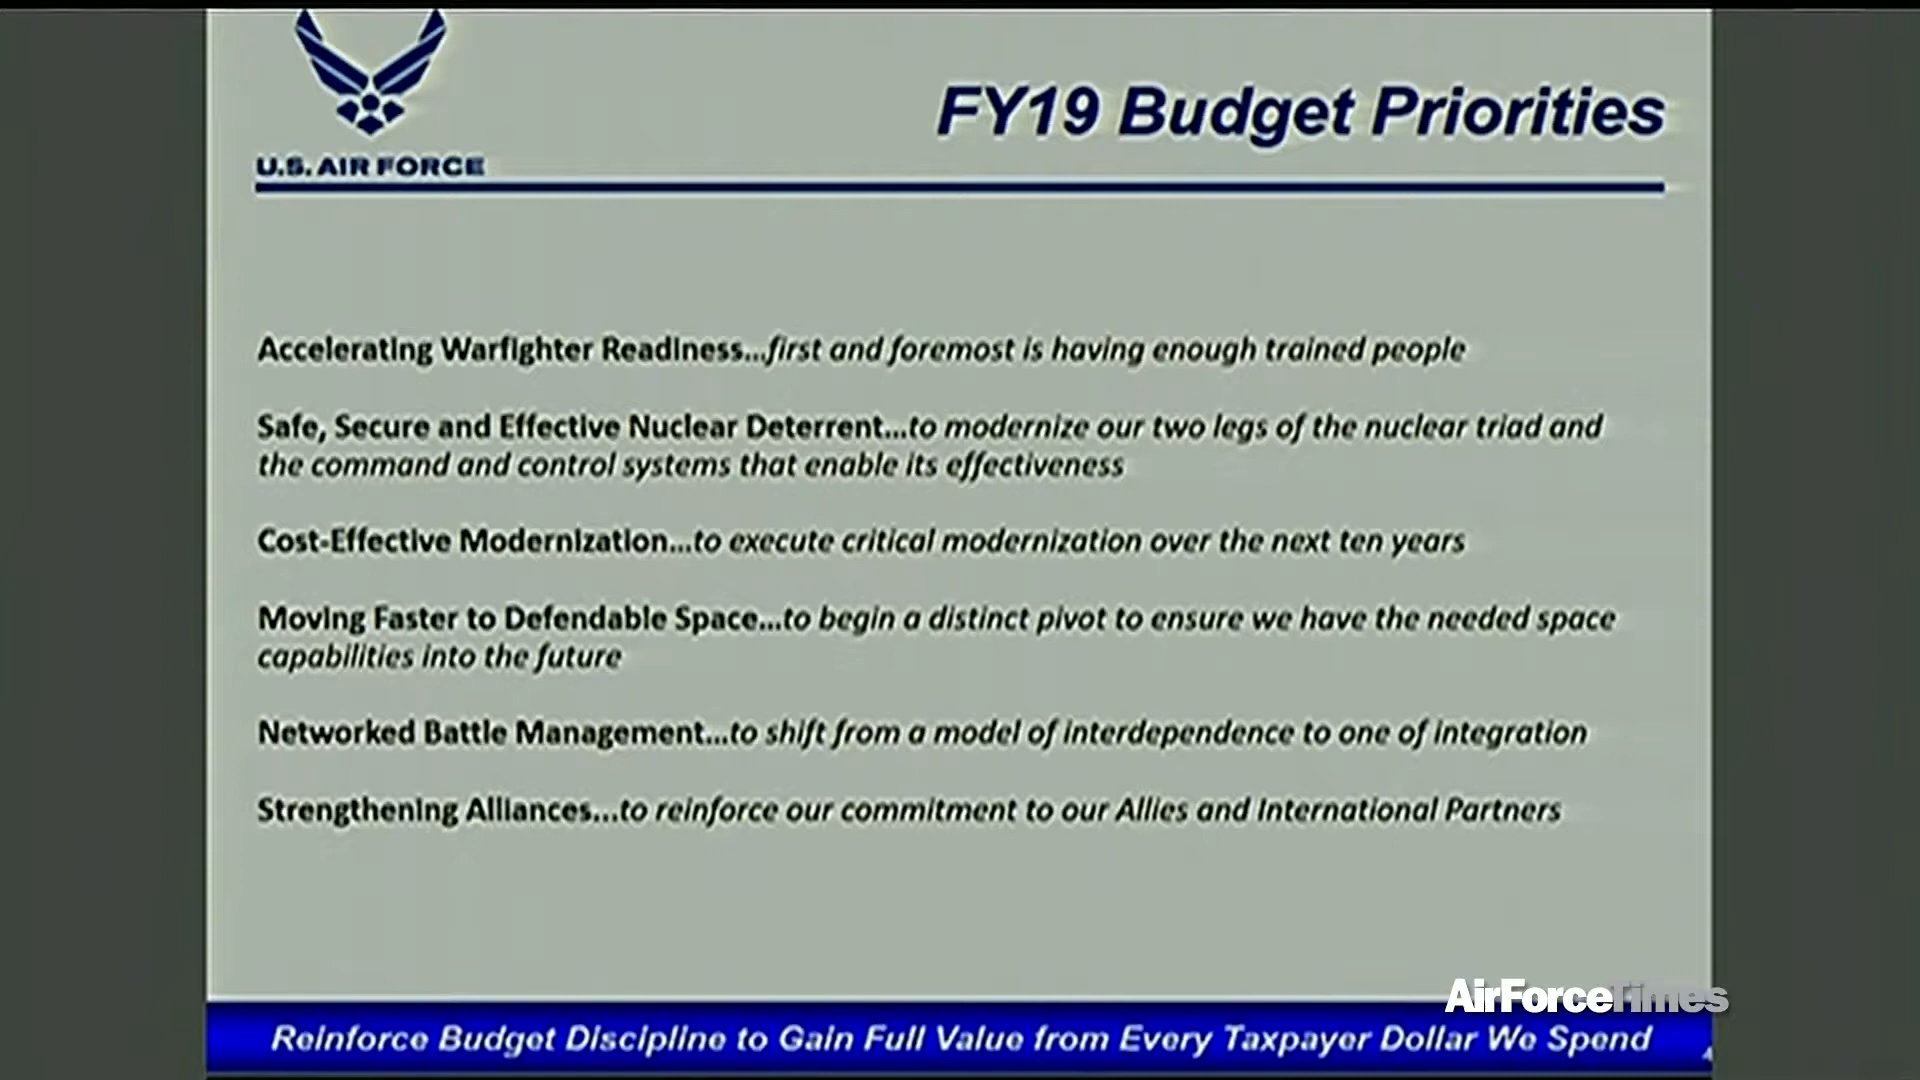 FY19 Budget Priorities
U.S. AIR FORCE
Accelerating Warfighter Readiness...first and foremost is having enough trained people
Safe, Secure and Effective Nuclear Deterrent...to modernize our two legs of the nuclear triad and
the command and control systems that enable its effectiveness
Cost-Effective Modernization...to execute critical modernization over the next ten years
Moving Faster to Defendable Space...to begin a distinct pivot to ensure we have the needed space
capabilities into the future
Networked Battle Management...to shift from a model of interdependence to one of integration
Strengthening Alliances...to reinforce our commitment to our Allies and International Partners
AirForceTimes
Reinforce Budget Discipline to Gain Full Value from Every Taxpayer Dollar We Spend